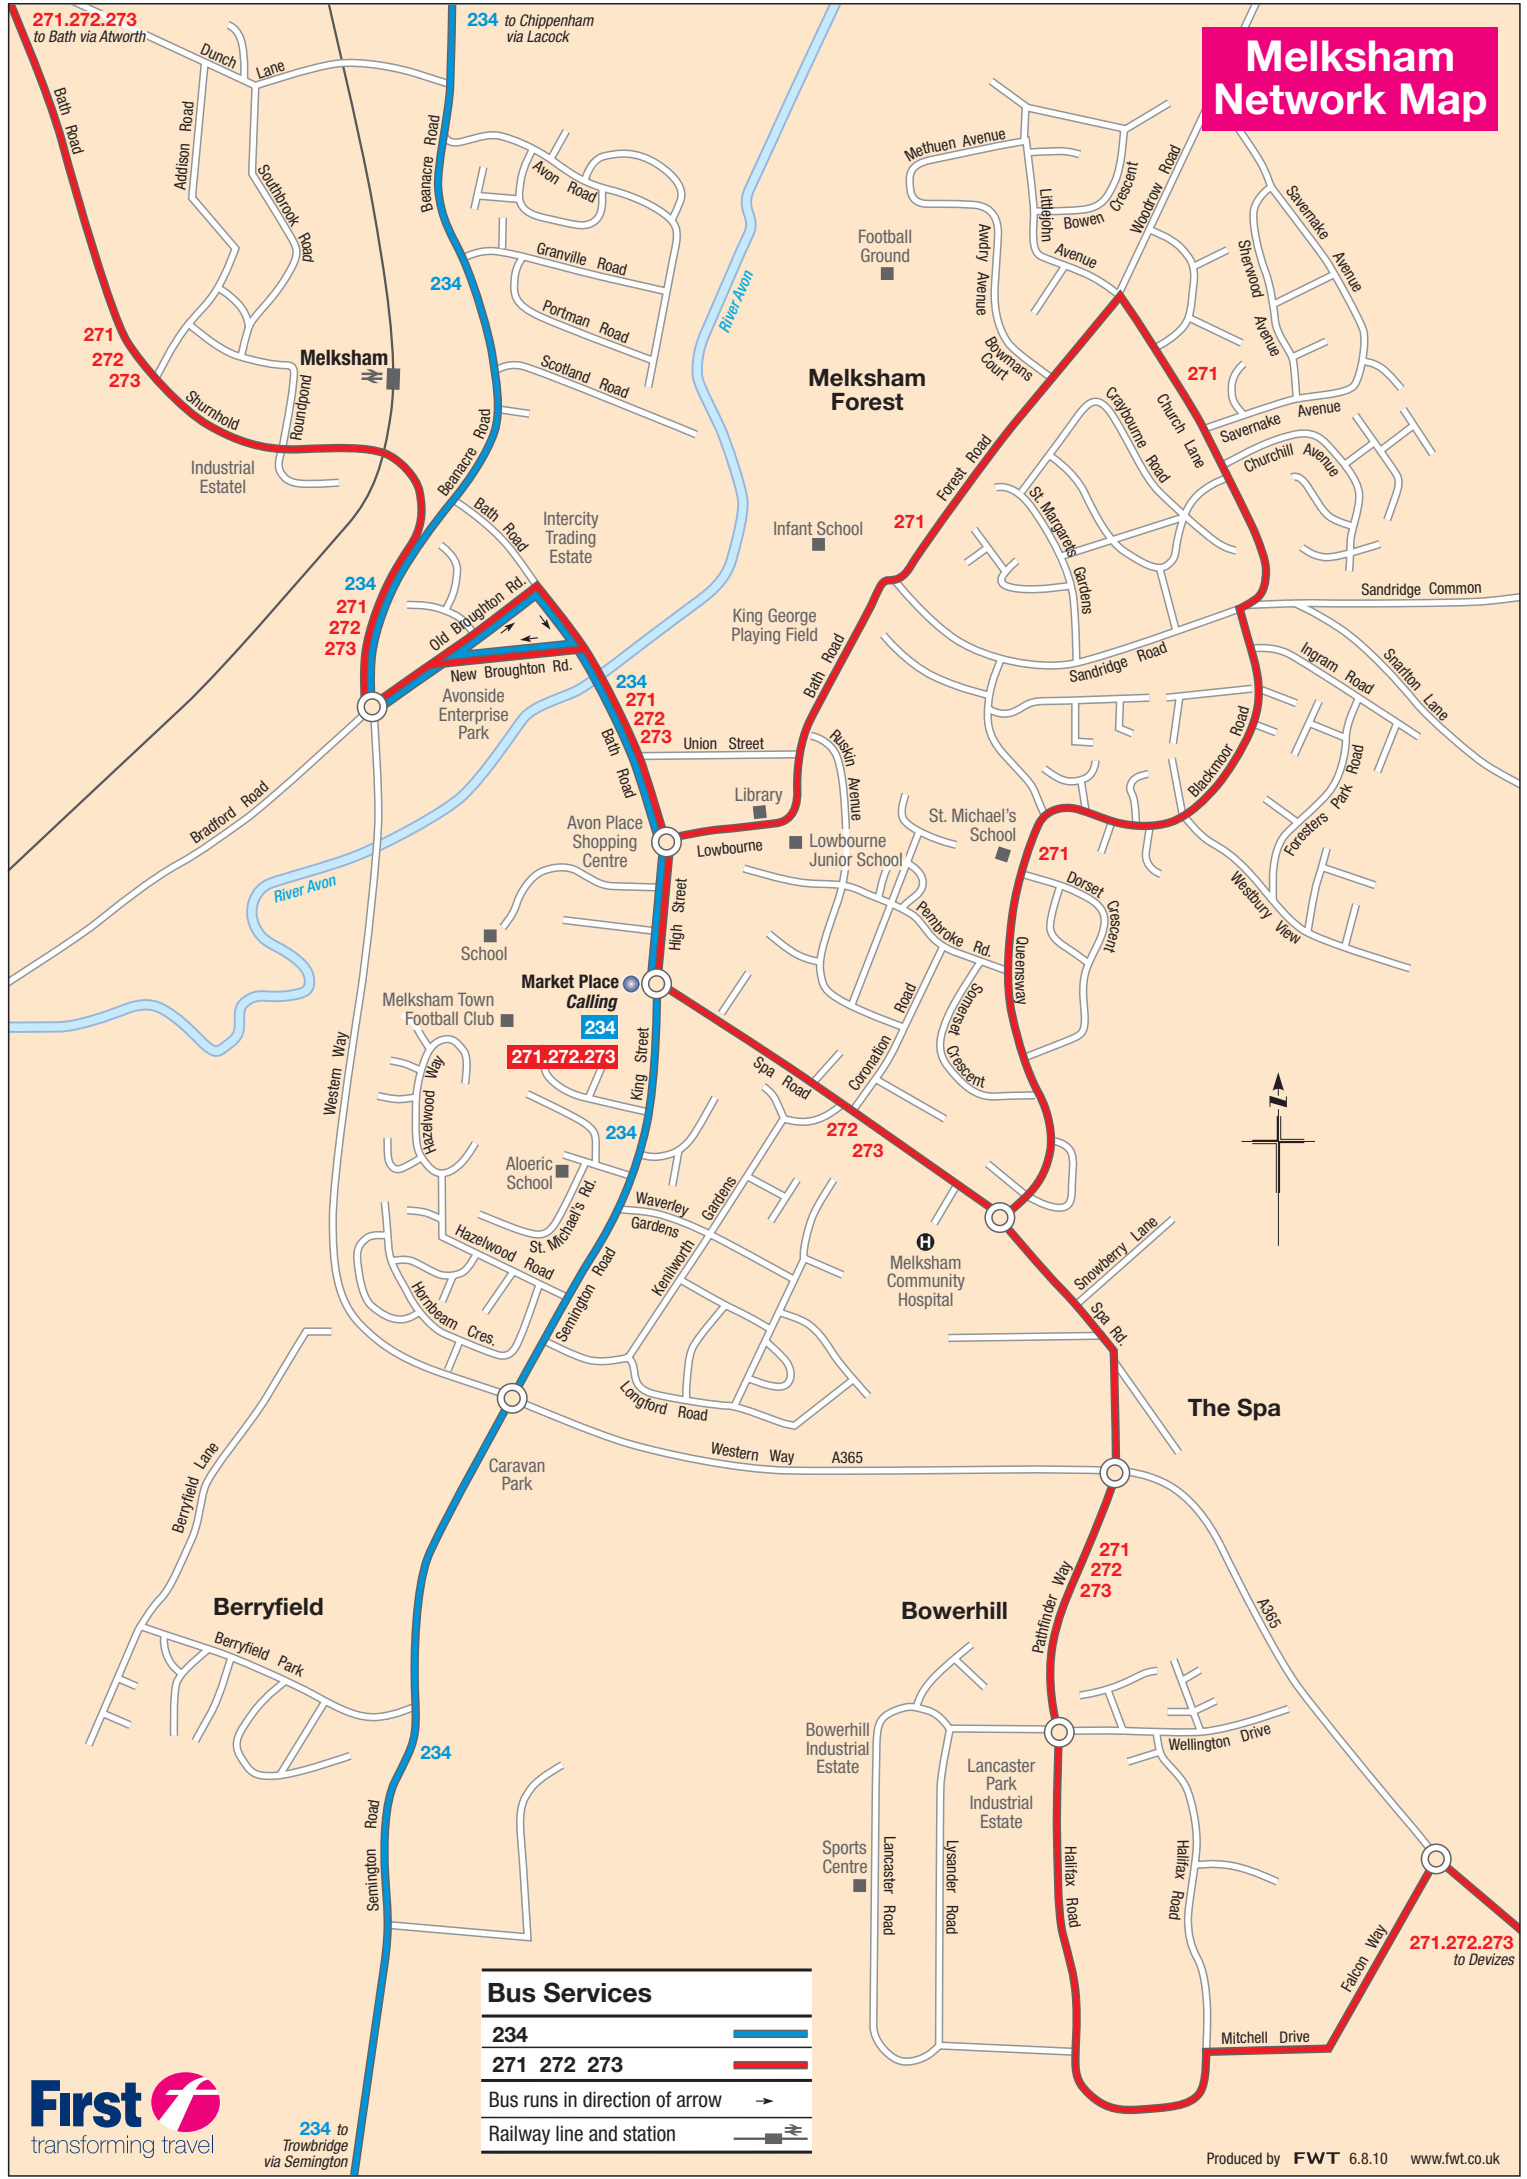 271.272.273
to Bath via Atworth
234 to Chippenham
via Lacock
Melksham
Network Map
Dunch Lane
Bath Road
Addison Road
Southbrook Road
Beanacre Road
Avon Road
Granville Road
Portman Road
Scotland Road
River Avon
234
271
272
273
Melksham
Shurnhold
Roundpond
Industrial
Estatel
Beanacre Road
Bath Road
Intercity
Trading
Estate
Methuen Avenue
Littlejohn
Avenue
Bowen Crescent
Woodrow Road
Awdry Avenue
Football
Ground
Bowmans
Court
Savernake Avenue
Sherwood Avenue
Melksham
Forest
271
Church Lane
Craybourne Road
Savernake Avenue
Churchill Avenue
Forest Road
271
St. Margaret's
Gardens
Infant School
King George
Playing Field
Sandridge Common
Sandridge Road
Ingram Road
Snarlton Lane
234
271
272
273
Old Broughton Rd.
New Broughton Rd.
Avonside
Enterprise
Park
234
271
272
273
Bath Road
Union Street
Bath Road
Ruskin Avenue
Blackmoor Road
Foresters Park Road
Westbury View
Bradford Road
River Avon
Library
Avon Place
Shopping
Centre
Lowbourne
Lowbourne
Junior School
St. Michael's
School
271
Dorset Crescent
High Street
Pembroke Rd.
Queensway
School
Market Place
Calling
234
271.272.273
Melksham Town
Football Club
Somerset Crescent
Coronation Road
Spa Road
King Street
Western Way
Hazelwood Way
234
272
273
Aloeric
School
St. Michael's Rd.
Waverley
Gardens
Kenilworth Gardens
Hazelwood Road
Hornbeam Cres.
Semington Road
H
Melksham
Community
Hospital
Snowberry Lane
Spa Rd.
Longford Road
The Spa
Western Way A365
Caravan
Park
Berryfield Lane
Berryfield
Berryfield Park
271
272
273
Pathfinder Way
Bowerhill
A365
234
Semington Road
Bowerhill
Industrial
Estate
Wellington Drive
Lancaster
Park
Industrial
Estate
Sports
Centre
Lancaster Road
Lysander Road
Halifax Road
Halifax Road
Falcon Way
271.272.273
to Devizes
Mitchell Drive
Bus Services
234
271 272 273
Bus runs in direction of arrow
Railway line and station
First
transforming travel
234 to
Trowbridge
via Semington
Produced by FWT 6.8.10 www.fwt.co.uk